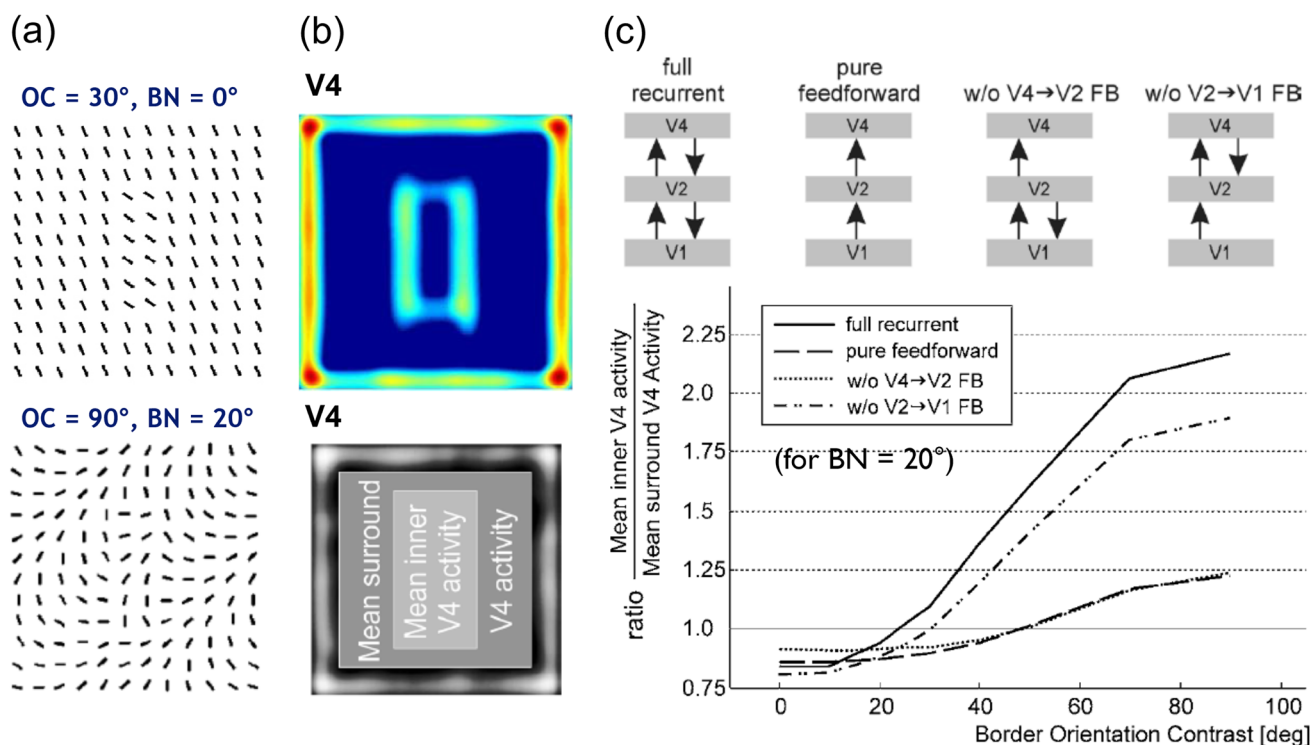 (a)
OC = 30°, BN = 0°
OC = 90°, BN = 20°
(b)
V4
V4
Mean surround
Mean inner
V4 activity
V4 activity
(c)
full
recurrent
pure
feedforward
w/o V4→V2 FB
w/o V2→V1 FB
V4
V2
V1
V4
V2
V1
V4
V2
V1
V4
V2
V1
ratio
Mean inner V4 activity
Mean surround V4 Activity
2.25
2.0
1.75
1.5
1.25
1.0
0.75
full recurrent
pure feedforward
w/o V4→V2 FB
w/o V2→V1 FB
(for BN = 20°)
0
20
40
60
80
100
Border Orientation Contrast [deg]